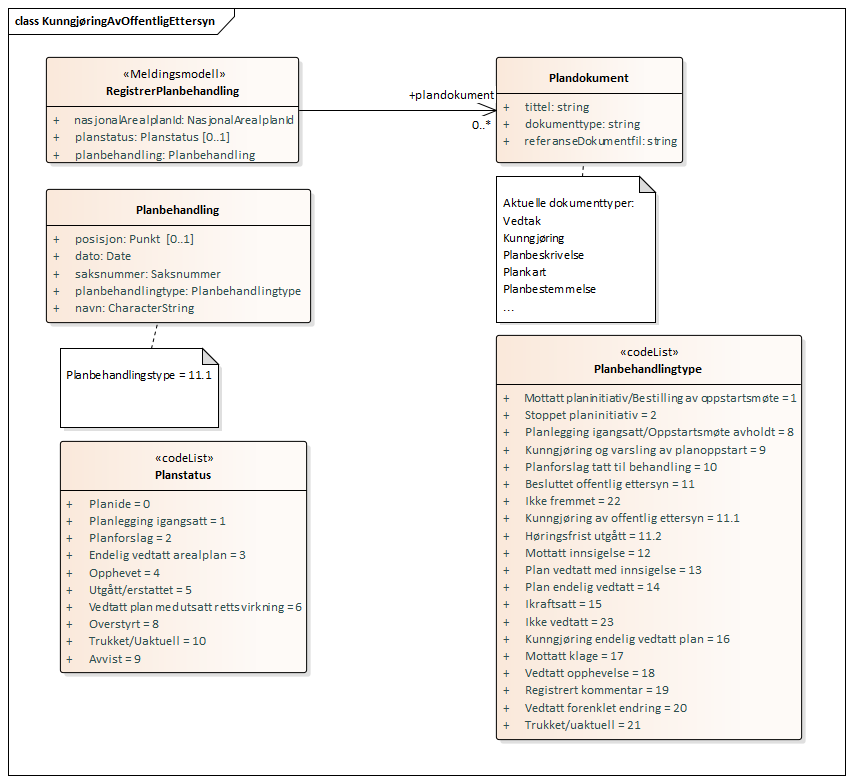 class KunngjøringAvOffentligEttersyn
«Meldingsmodell»
RegistrerPlanbehandling
+ nasjonalArealplanId: NasjonalArealplanId
+ planstatus: Planstatus [0..1]
+ planbehandling: Planbehandling
+plandokument
0..*
Plandokument
+ tittel: string
+ dokumenttype: string
+ referanseDokumentfil: string
Aktuelle dokumenttyper:
Vedtak
Kunngjøring
Planbeskrivelse
Plankart
Planbestemmelse
...
Planbehandling
+ posisjon: Punkt [0..1]
+ dato: Date
+ saksnummer: Saksnummer
+ planbehandlingtype: Planbehandlingtype
+ navn: CharacterString
Planbehandlingstype = 11.1
«codeList»
Planstatus
+ Planide = 0
+ Planlegging igangsatt = 1
+ Planforslag = 2
+ Endelig vedtatt arealplan = 3
+ Opphevet = 4
+ Utgått/erstattet = 5
+ Vedtatt plan med utsatt rettsvirkning = 6
+ Overstyrt = 8
+ Trukket/Uaktuell = 10
+ Avvist = 9
«codeList»
Planbehandlingtype
+ Mottatt planinitiativ/Bestilling av oppstartsmøte = 1
+ Stoppet planinitiativ = 2
+ Planlegging igangsatt/Oppstartsmøte avholdt = 8
+ Kunngjøring og varsling av planoppstart = 9
+ Planforslag tatt til behandling = 10
+ Besluttet offentlig ettersyn = 11
+ Ikke fremmet = 22
+ Kunngjøring av offentlig ettersyn = 11.1
+ Høringsfrist utgått = 11.2
+ Mottatt innsigelse = 12
+ Plan vedtatt med innsigelse = 13
+ Plan endelig vedtatt = 14
+ Ikraftsatt = 15
+ Ikke vedtatt = 23
+ Kunngjøring endelig vedtatt plan = 16
+ Mottatt klage = 17
+ Vedtatt opphevelse = 18
+ Registrert kommentar = 19
+ Vedtatt forenklet endring = 20
+ Trukket/uaktuell = 21